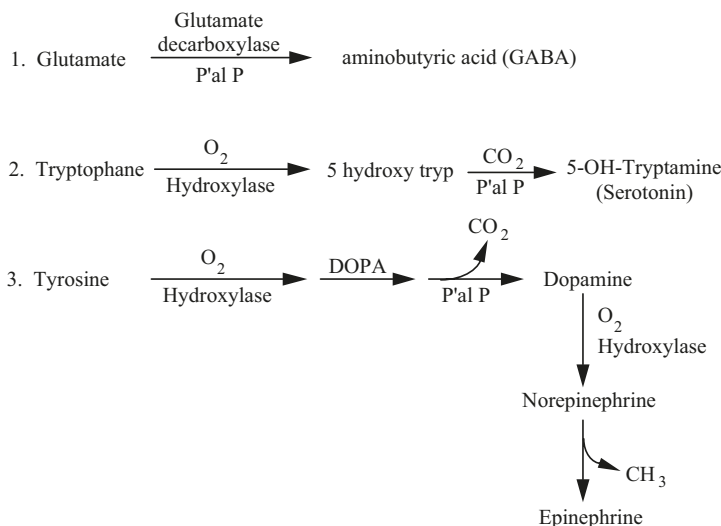 Glutamate
decarboxylase
1. Glutamate
P'al P
aminobutyric acid (GABA)
O2
2. Tryptophane
Hydroxylase
5 hydroxy tryp
CO2
P'al P
5-OH-Tryptamine
(Serotonin)
CO2
O2
3. Tyrosine
Hydroxylase
DOPA
P'al P
Dopamine
O2
Hydroxylase
Norepinephrine
CH3
Epinephrine